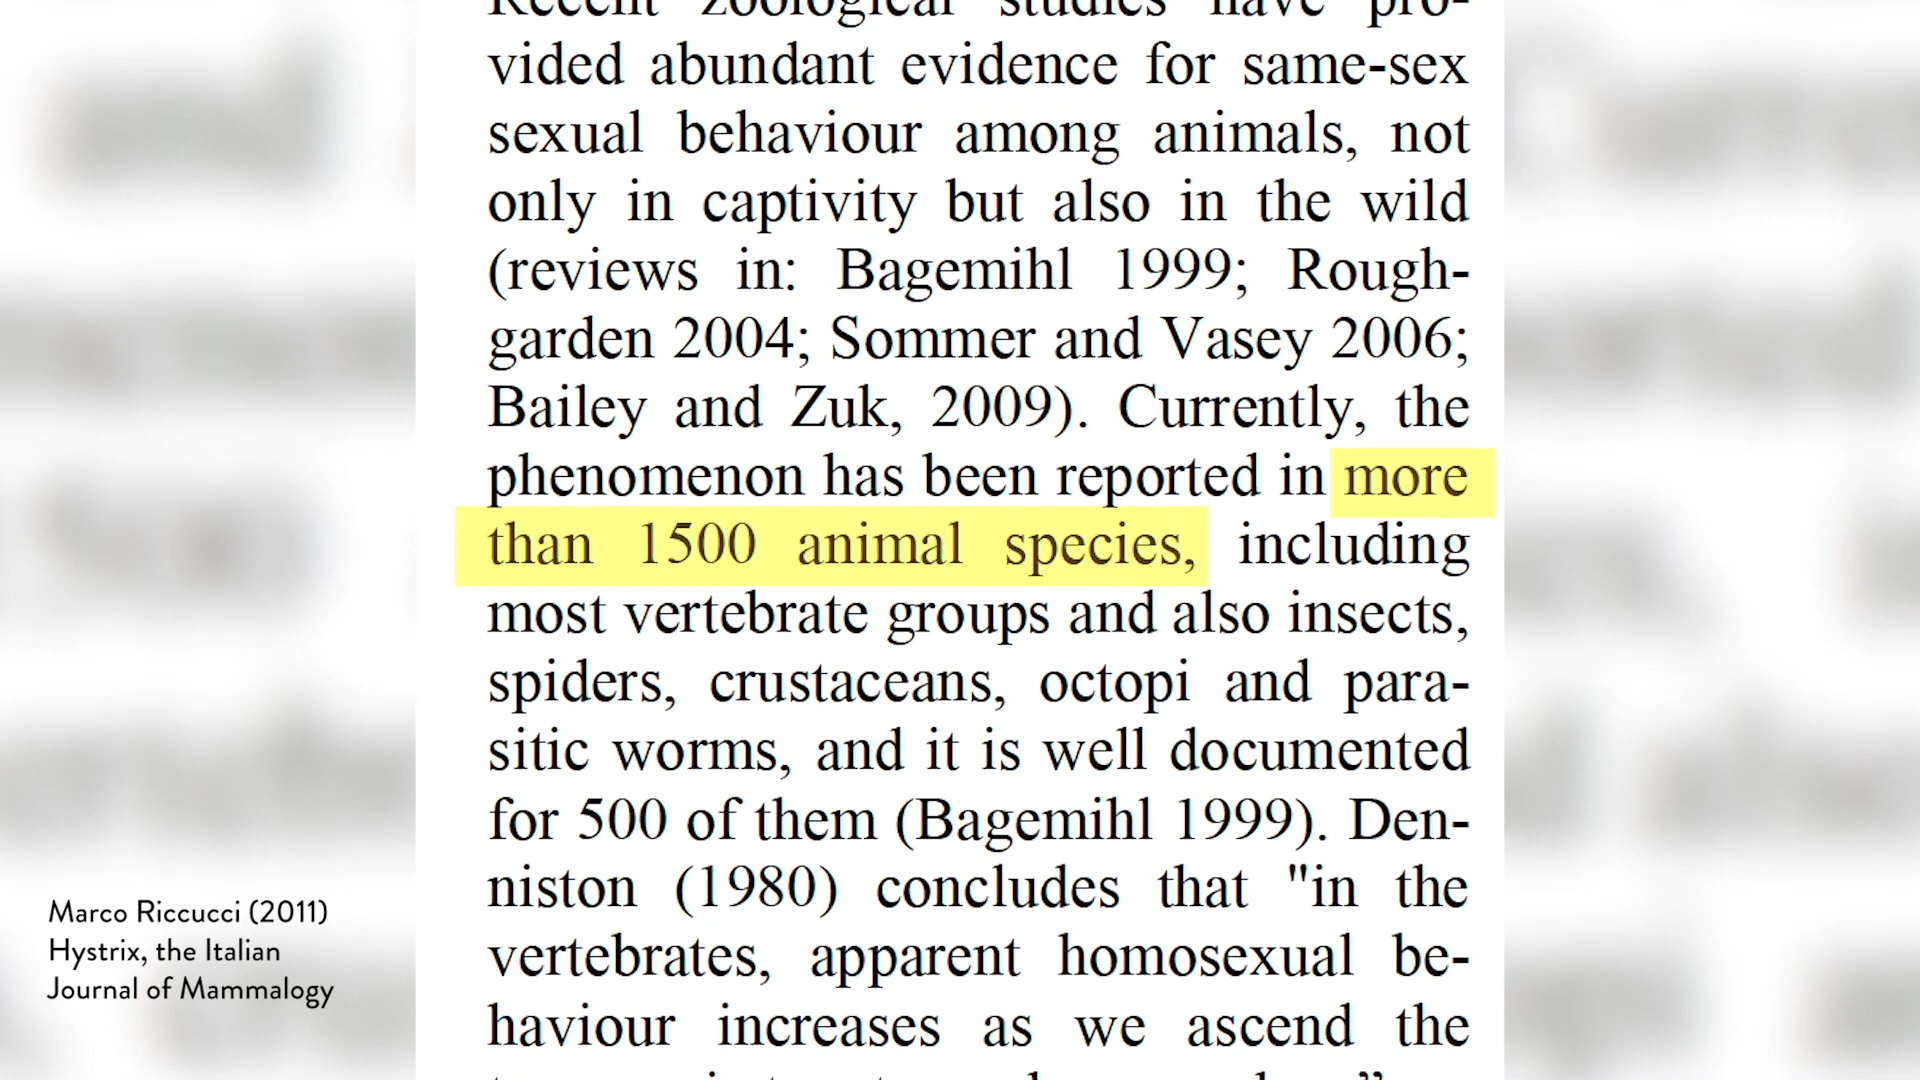 Recent zoological studies have pro-
vided abundant evidence for same-sex
sexual behaviour among animals, not
only in captivity but also in the wild
(reviews in: Bagemihl 1999; Rough-
garden 2004; Sommer and Vasey 2006;
Bailey and Zuk, 2009). Currently, the
phenomenon has been reported in more
than 1500 animal species, including
most vertebrate groups and also insects,
spiders, crustaceans, octopi and para-
sitic worms, and it is well documented
for 500 of them (Bagemihl 1999). Den-
niston (1980) concludes that "in the
vertebrates, apparent homosexual be-
haviour increases as we ascend the
Marco Riccucci (2011)
Hystrix, the Italian
Journal of Mammalogy